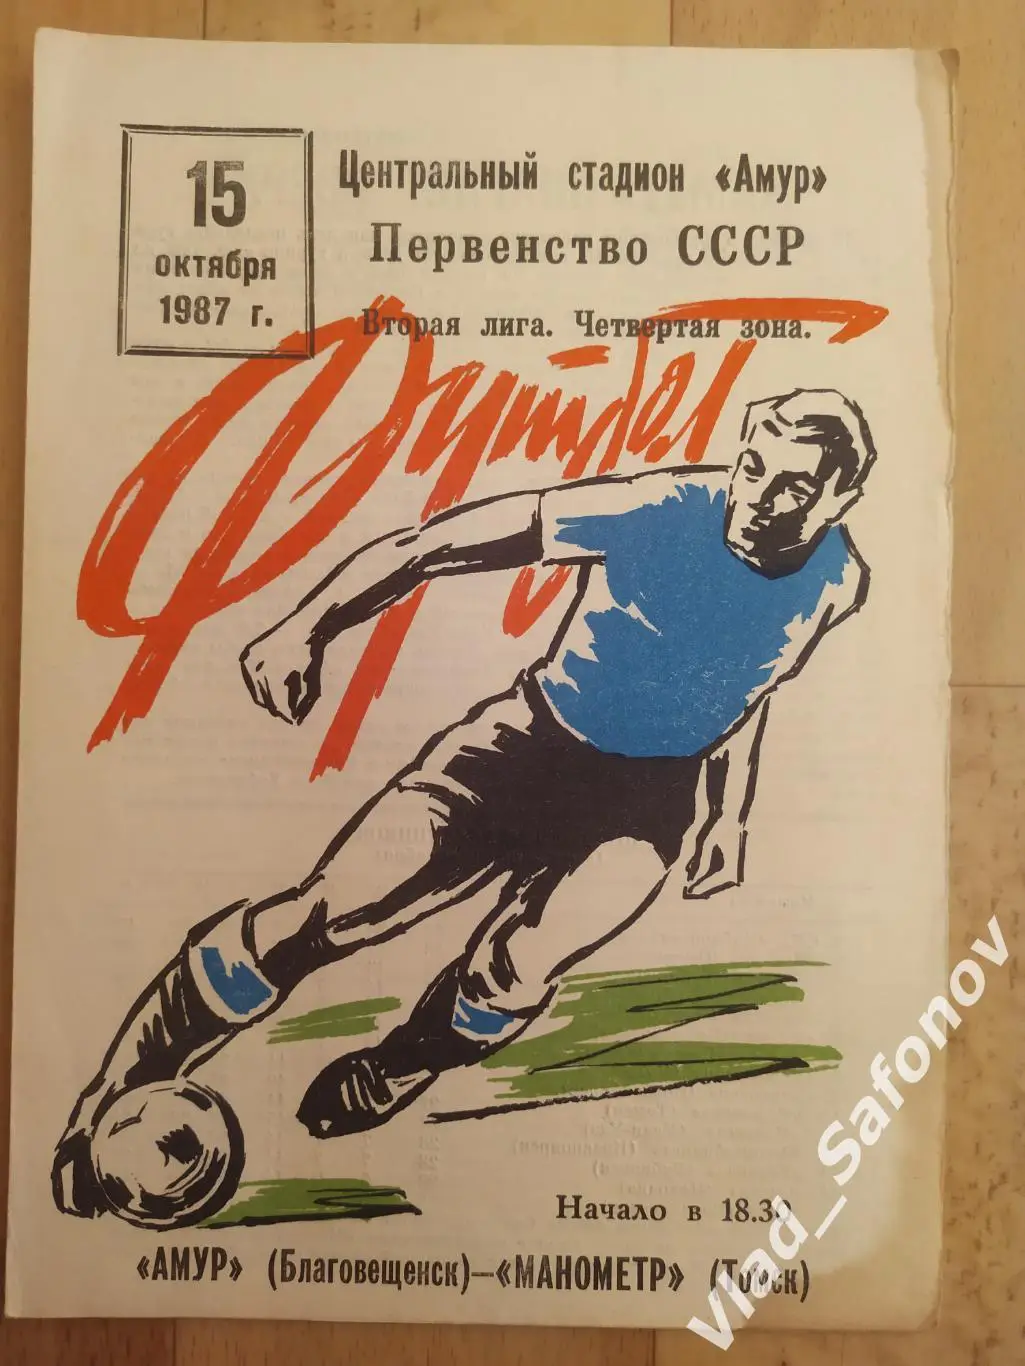 15
октября
1987 г.
Центральный стадион «Амур»
Первенство СССР
Вторая лига. Четвертая зона.
Футбол
Начало в 18.30
«АМУР» (Благовещенск)—«МАНОМЕТР» (Томск)
Vlad_Safonov